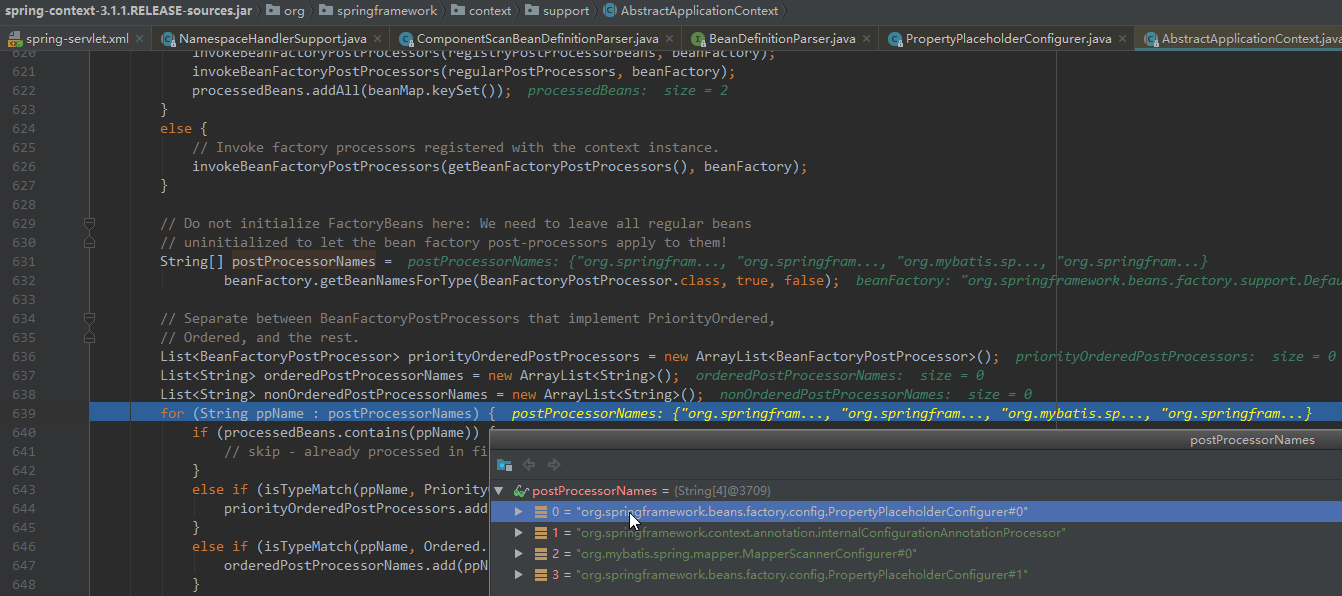 spring-context-3.1.1.RELEASE-sources.jar org springframework context support AbstractApplicationContext
spring-servlet.xml NamespaceHandlerSupport.java ComponentScanBeanDefinitionParser.java BeanDefinitionParser.java PropertyPlaceholderConfigurer.java AbstractApplicationContext.java
620 invokeBeanFactoryPostProcessors(registryPostProcessorBeans, beanFactory);
621 invokeBeanFactoryPostProcessors(regularPostProcessors, beanFactory);
622 processedBeans.addAll(beanMap.keySet()); processedBeans: size = 2
623 }
624 else {
625 // Invoke factory processors registered with the context instance.
626 invokeBeanFactoryPostProcessors(getBeanFactoryPostProcessors(), beanFactory);
627 }
628
629 // Do not initialize FactoryBeans here: We need to leave all regular beans
630 // uninitialized to let the bean factory post-processors apply to them!
631 String[] postProcessorNames = postProcessorNames: {"org.springfram..., "org.springfram..., "org.mybatis.sp..., "org.springfram...}
632 beanFactory.getBeanNamesForType(BeanFactoryPostProcessor.class, true, false); beanFactory: "org.springframework.beans.factory.support.Defau
633
634 // Separate between BeanFactoryPostProcessors that implement PriorityOrdered,
635 // Ordered, and the rest.
636 List<BeanFactoryPostProcessor> priorityOrderedPostProcessors = new ArrayList<BeanFactoryPostProcessor>(); priorityOrderedPostProcessors: size = 0
637 List<String> orderedPostProcessorNames = new ArrayList<String>(); orderedPostProcessorNames: size = 0
638 List<String> nonOrderedPostProcessorNames = new ArrayList<String>(); nonOrderedPostProcessorNames: size = 0
639 for (String ppName : postProcessorNames) { postProcessorNames: {"org.springfram..., "org.springfram..., "org.mybatis.sp..., "org.springfram...}
640 if (processedBeans.contains(ppName)) {
postProcessorNames
641 // skip - already processed in fi
642 }
643 else if (isTypeMatch(ppName, Priority
postProcessorNames = {String[4]@3709}
644 priorityOrderedPostProcessors.add
0 = "org.springframework.beans.factory.config.PropertyPlaceholderConfigurer#0"
645 }
1 = "org.springframework.context.annotation.internalConfigurationAnnotationProcessor"
646 else if (isTypeMatch(ppName, Ordered.
2 = "org.mybatis.spring.mapper.MapperScannerConfigurer#0"
647 orderedPostProcessorNames.add(ppN
3 = "org.springframework.beans.factory.config.PropertyPlaceholderConfigurer#1"
648 }